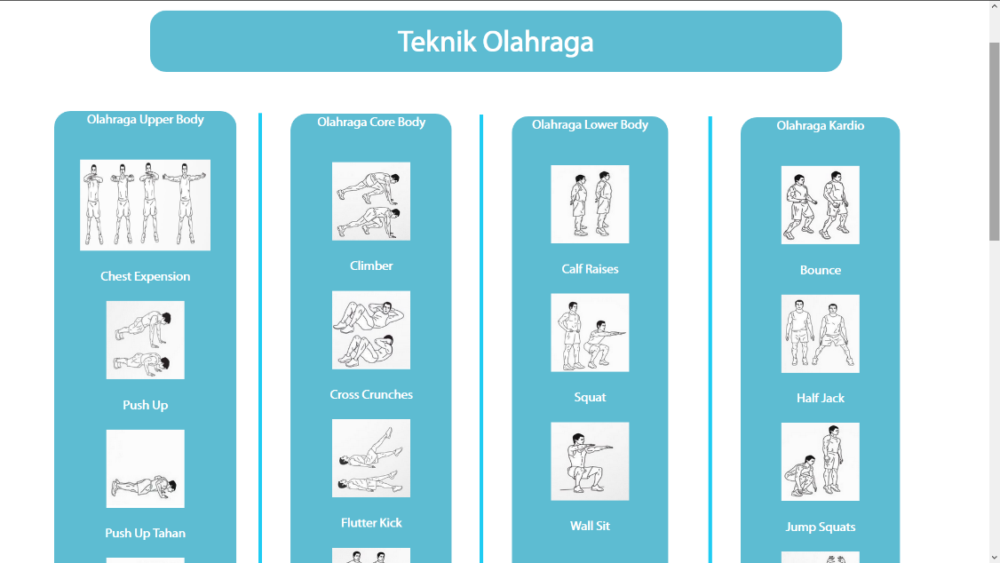 Teknik Olahraga
Olahraga Upper Body
Chest Expension
Push Up
Push Up Tahan
Olahraga Core Body
Climber
Cross Crunches
Flutter Kick
Olahraga Lower Body
Calf Raises
Squat
Wall Sit
Olahraga Kardio
Bounce
Half Jack
Jump Squats